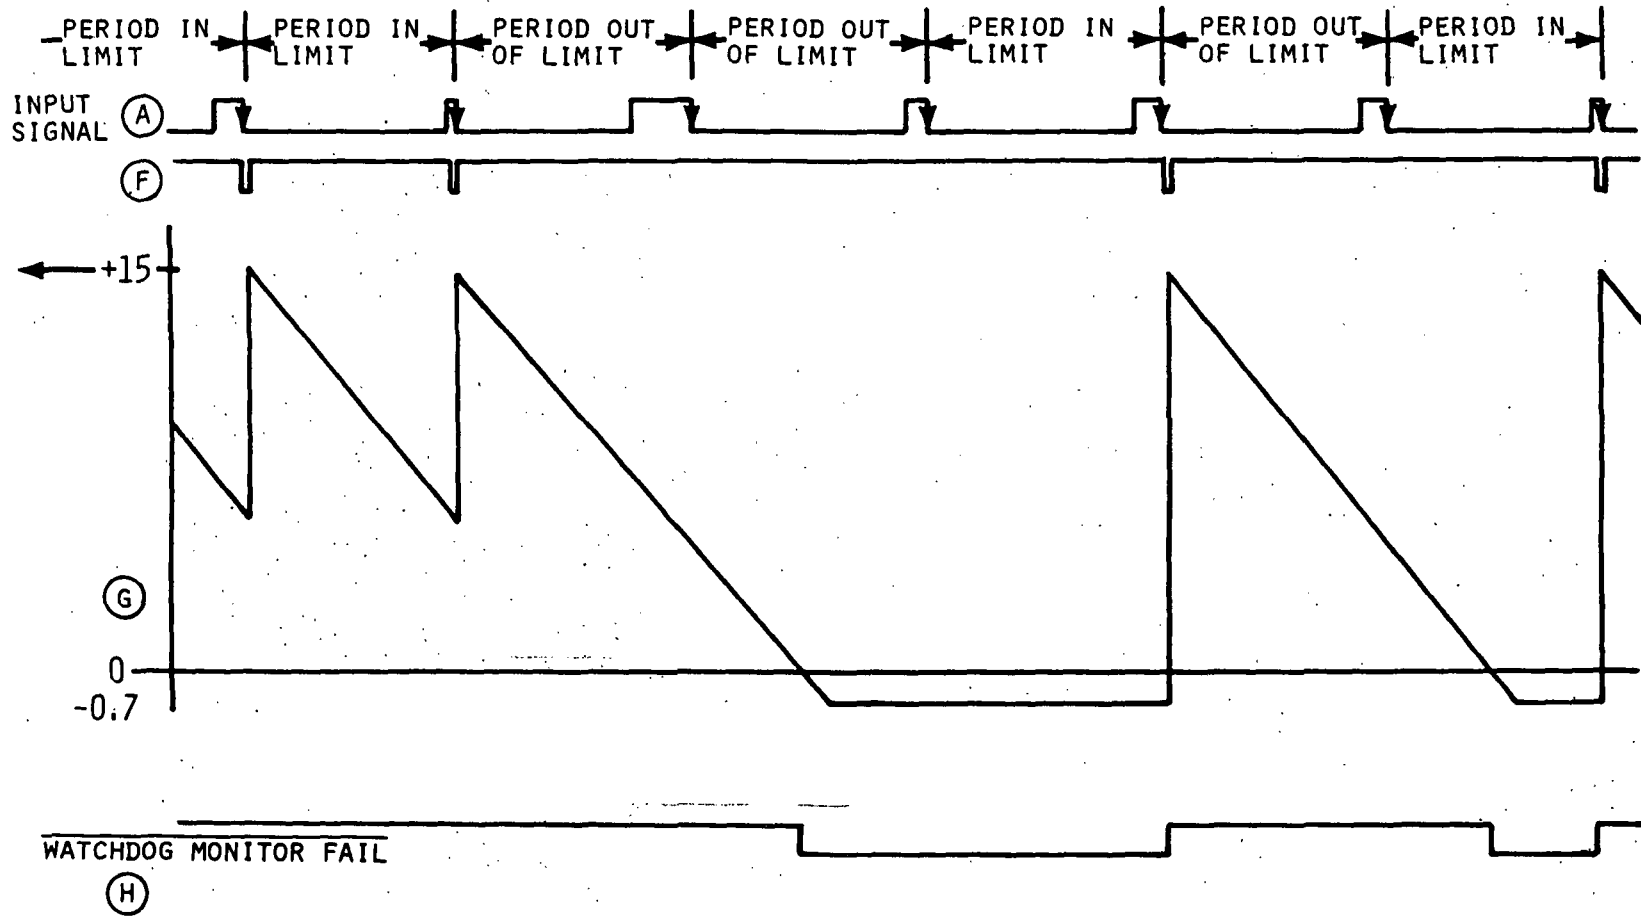 PERIOD IN LIMIT
PERIOD IN LIMIT
PERIOD OUT OF LIMIT
PERIOD OUT OF LIMIT
PERIOD IN LIMIT
PERIOD OUT OF LIMIT
PERIOD IN LIMIT
INPUT
SIGNAL
A
F
+15
G
0
-0.7
WATCHDOG MONITOR FAIL
H